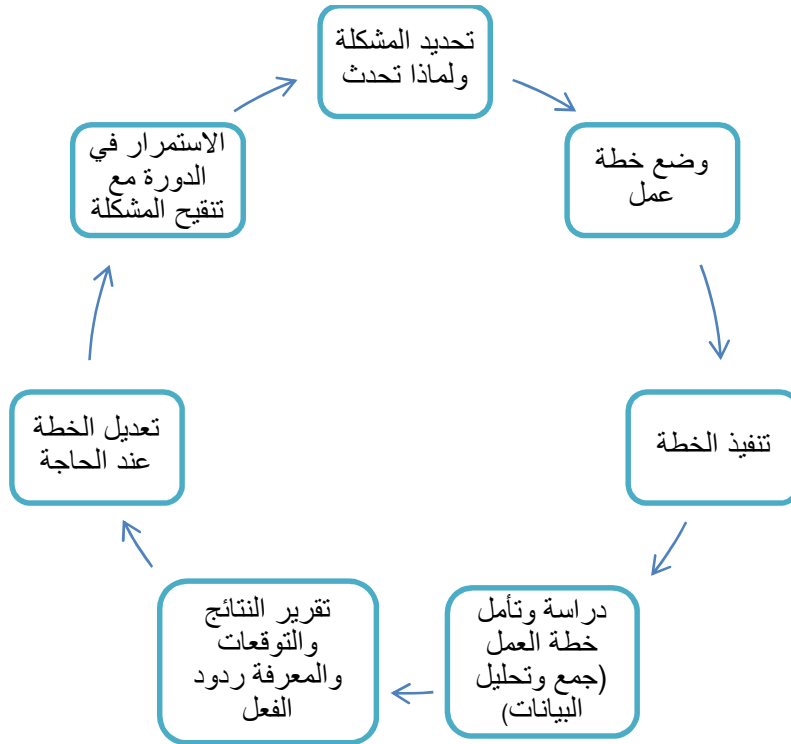 تحديد المشكلة
ولماذا تحدث
وضع خطة
عمل
تنفيذ الخطة
دراسة وتأمل
خطة العمل
(جمع وتحليل
البيانات)
تقرير النتائج
والتوقعات
والمعرفة ردود
الفعل
تعديل الخطة
عند الحاجة
الاستمرار في
الدورة مع
تنقيح المشكلة